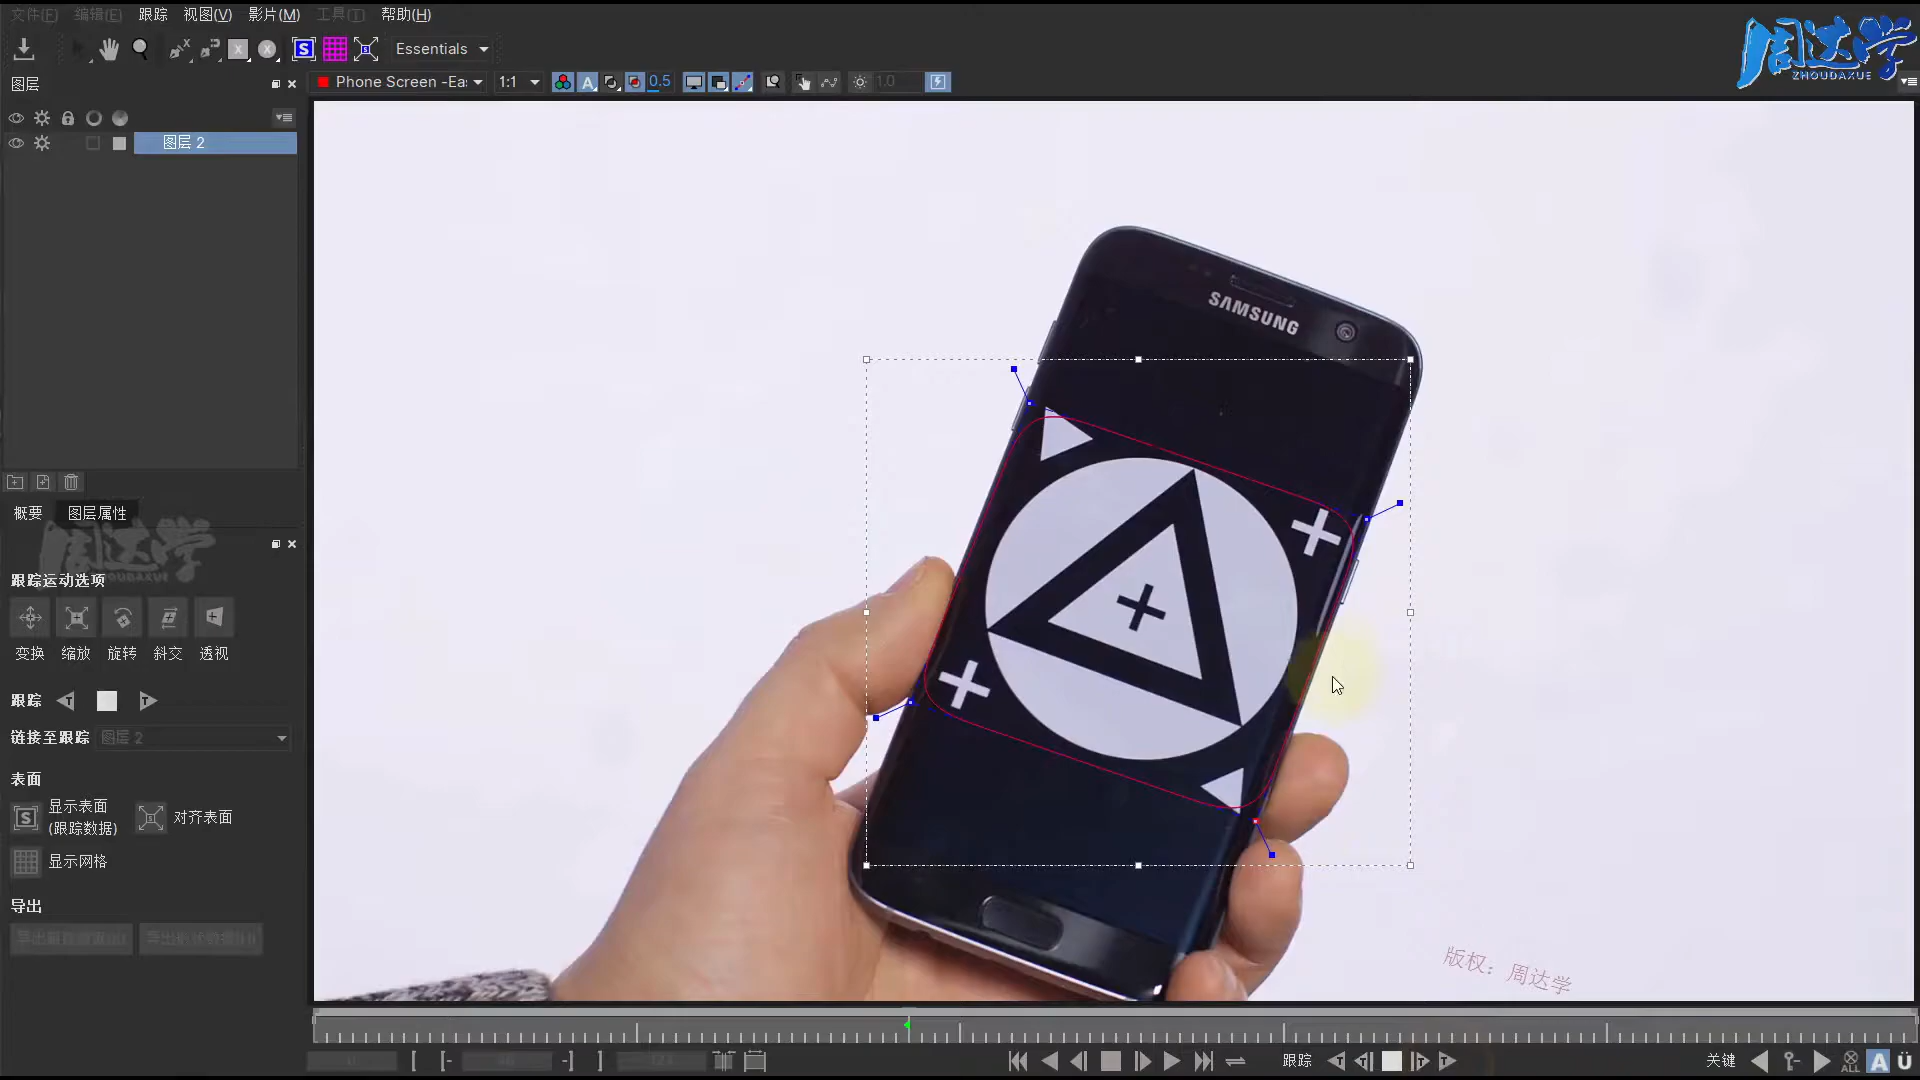 文件(F) 编辑(E) 跟踪 视图(V) 影片(M) 工具(T) 帮助(H)
周达学
ZHOUDAXUE
Essentials
图层
Phone Screen -Ea
1:1
A
0.5
1.0
图层 2
SAMSUNG
概要
图层属性
周达学
ZHOUDAXUE
跟踪运动选项
变换 缩放 旋转 斜交 透视
跟踪
链接至跟踪 图层 2
表面
显示表面
(跟踪数据)
对齐表面
显示网格
导出
版权：周达学
跟踪
关键
ALL
A
Ü